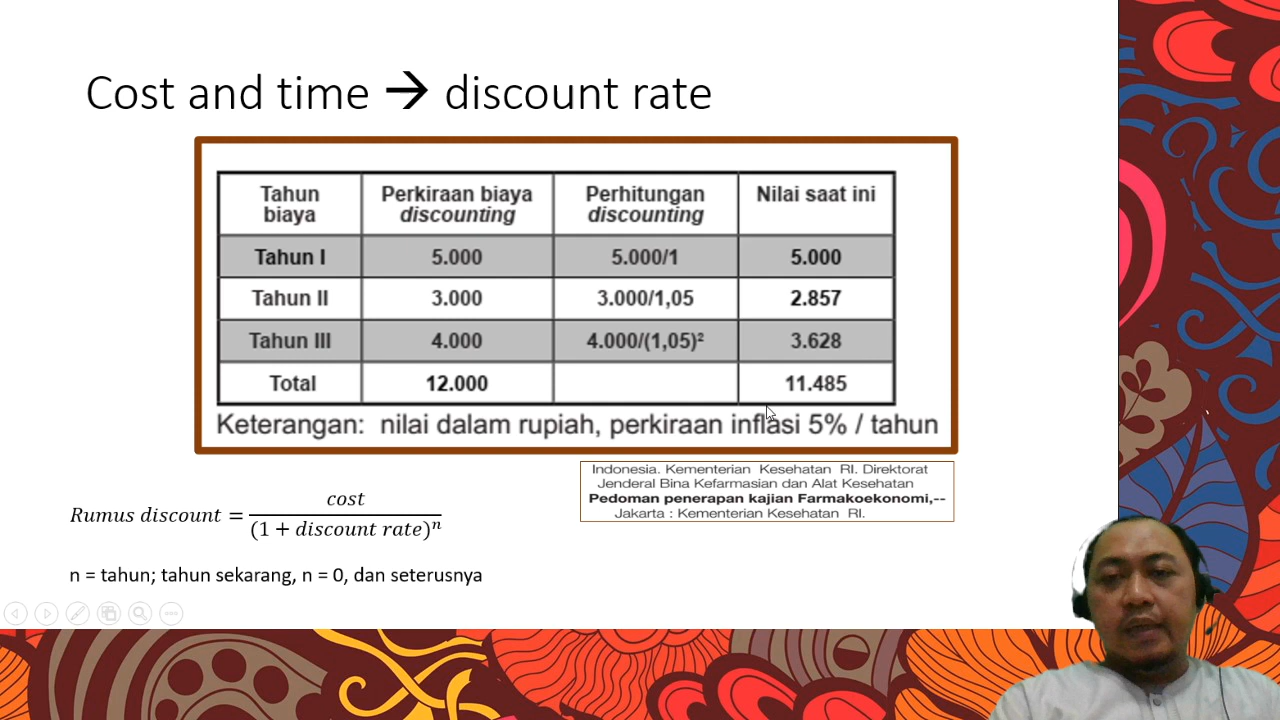 Cost and time → discount rate
Tahun biaya Perkiraan biaya discounting Perhitungan discounting Nilai saat ini
Tahun I 5.000 5.000/1 5.000
Tahun II 3.000 3.000/1,05 2.857
Tahun III 4.000 4.000/(1,05)² 3.628
Total 12.000 11.485
Keterangan: nilai dalam rupiah, perkiraan inflasi 5% / tahun
Indonesia. Kementerian Kesehatan RI. Direktorat
Jenderal Bina Kefarmasian dan Alat Kesehatan
Pedoman penerapan kajian Farmakoekonomi,--
Jakarta : Kementerian Kesehatan RI.
Rumus discount = cost / (1 + discount rate)ⁿ
n = tahun; tahun sekarang, n = 0, dan seterusnya